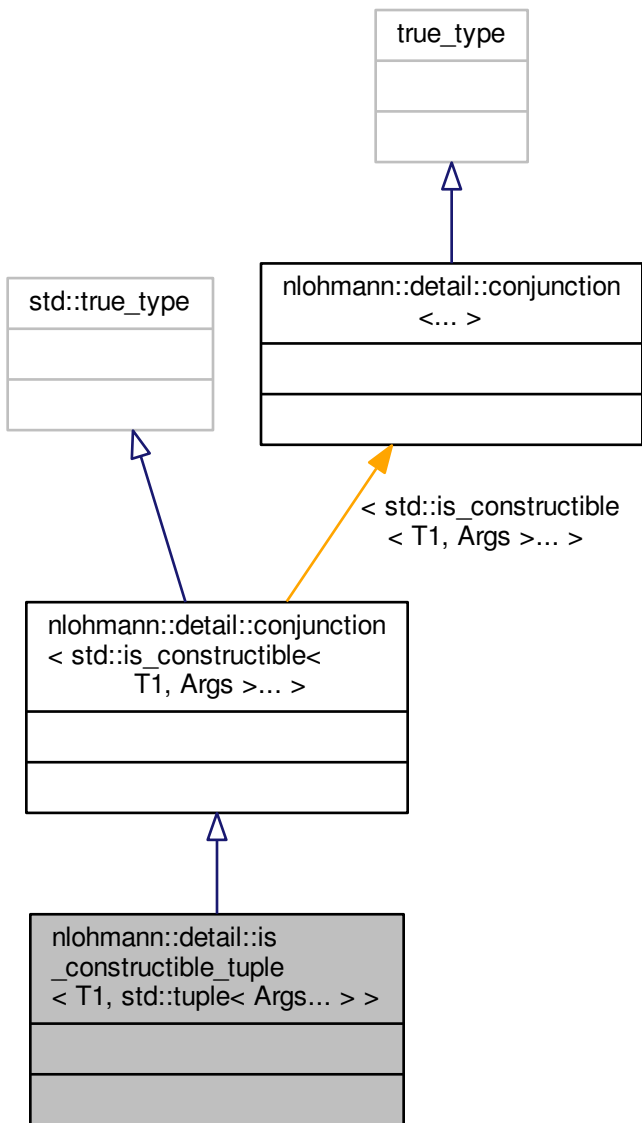 true_type
nlohmann::detail::conjunction
<... >
std::true_type
< std::is_constructible
< T1, Args >... >
nlohmann::detail::conjunction
< std::is_constructible<
T1, Args >... >
nlohmann::detail::is
_constructible_tuple
< T1, std::tuple< Args... > >